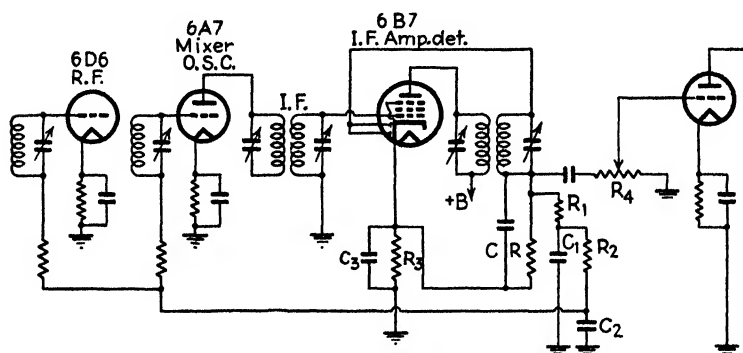 6D6
R.F.
6A7
Mixer
O.S.C.
I.F.
6B7
I.F. Amp.det.
+B
R4
R1
C3
R3
C
R
C1
R2
C2